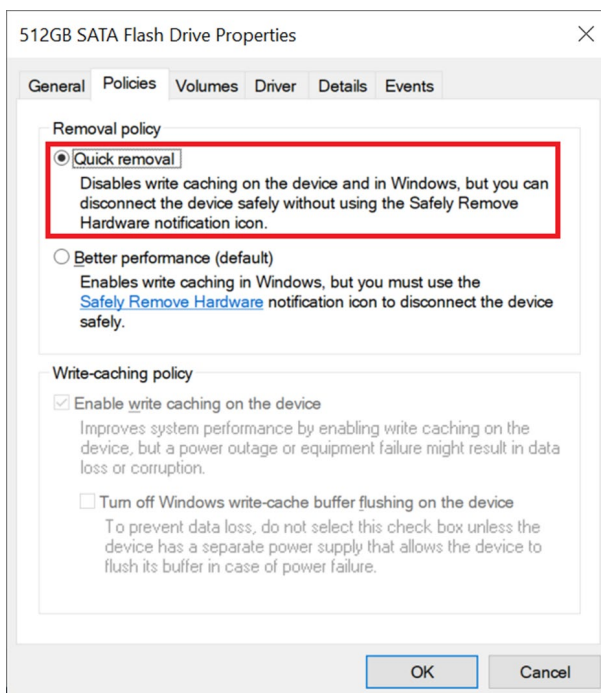 512GB SATA Flash Drive Properties
General Policies Volumes Driver Details Events
Removal policy
Quick removal
Disables write caching on the device and in Windows, but you can
disconnect the device safely without using the Safely Remove
Hardware notification icon.
Better performance (default)
Enables write caching in Windows, but you must use the
Safely Remove Hardware notification icon to disconnect the device
safely.
Write-caching policy
Enable write caching on the device
Improves system performance by enabling write caching on the
device, but a power outage or equipment failure might result in data
loss or corruption.
Turn off Windows write-cache buffer flushing on the device
To prevent data loss, do not select this check box unless the
device has a separate power supply that allows the device to
flush its buffer in case of power failure.
OK Cancel